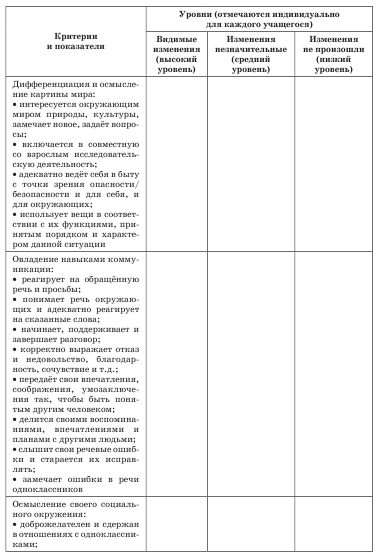 Критерии
и показатели
Уровни (отмечаются индивидуально
для каждого учащегося)
Видимые
изменения
(высокий
уровень)
Изменения
незначительные
(средний
уровень)
Изменения
не произошли
(низкий
уровень)
Дифференциация и осмысле-
ние картины мира:
• интересуется окружающим
миром природы, культуры,
замечает новое, задаёт вопро-
сы;
• включается в совместную
со взрослым исследователь-
скую деятельность;
• адекватно ведёт себя в быту
с точки зрения опасности/
безопасности и для себя, и
для окружающих;
• использует вещи в соответ-
ствии с их функциями, при-
нятым порядком и характе-
ром данной ситуации
Овладение навыками комму-
никации:
• реагирует на обращённую
речь и просьбы;
• понимает речь окружаю-
щих и адекватно реагирует
на сказанные слова;
• начинает, поддерживает и
завершает разговор;
• корректно выражает отказ
и недовольство, благодар-
ность, сочувствие и т.д.;
• передаёт свои впечатления,
соображения, умозаключе-
ния так, чтобы быть поня-
тым другим человеком;
• делится своими воспомина-
ниями, впечатлениями и
планами с другими людьми;
• слышит свои речевые ошиб-
ки и старается их исправ-
лять;
• замечает ошибки в речи
одноклассников
Осмысление своего социаль-
ного окружения:
• доброжелателен и сдержан
в отношениях с одноклассни-
ками;